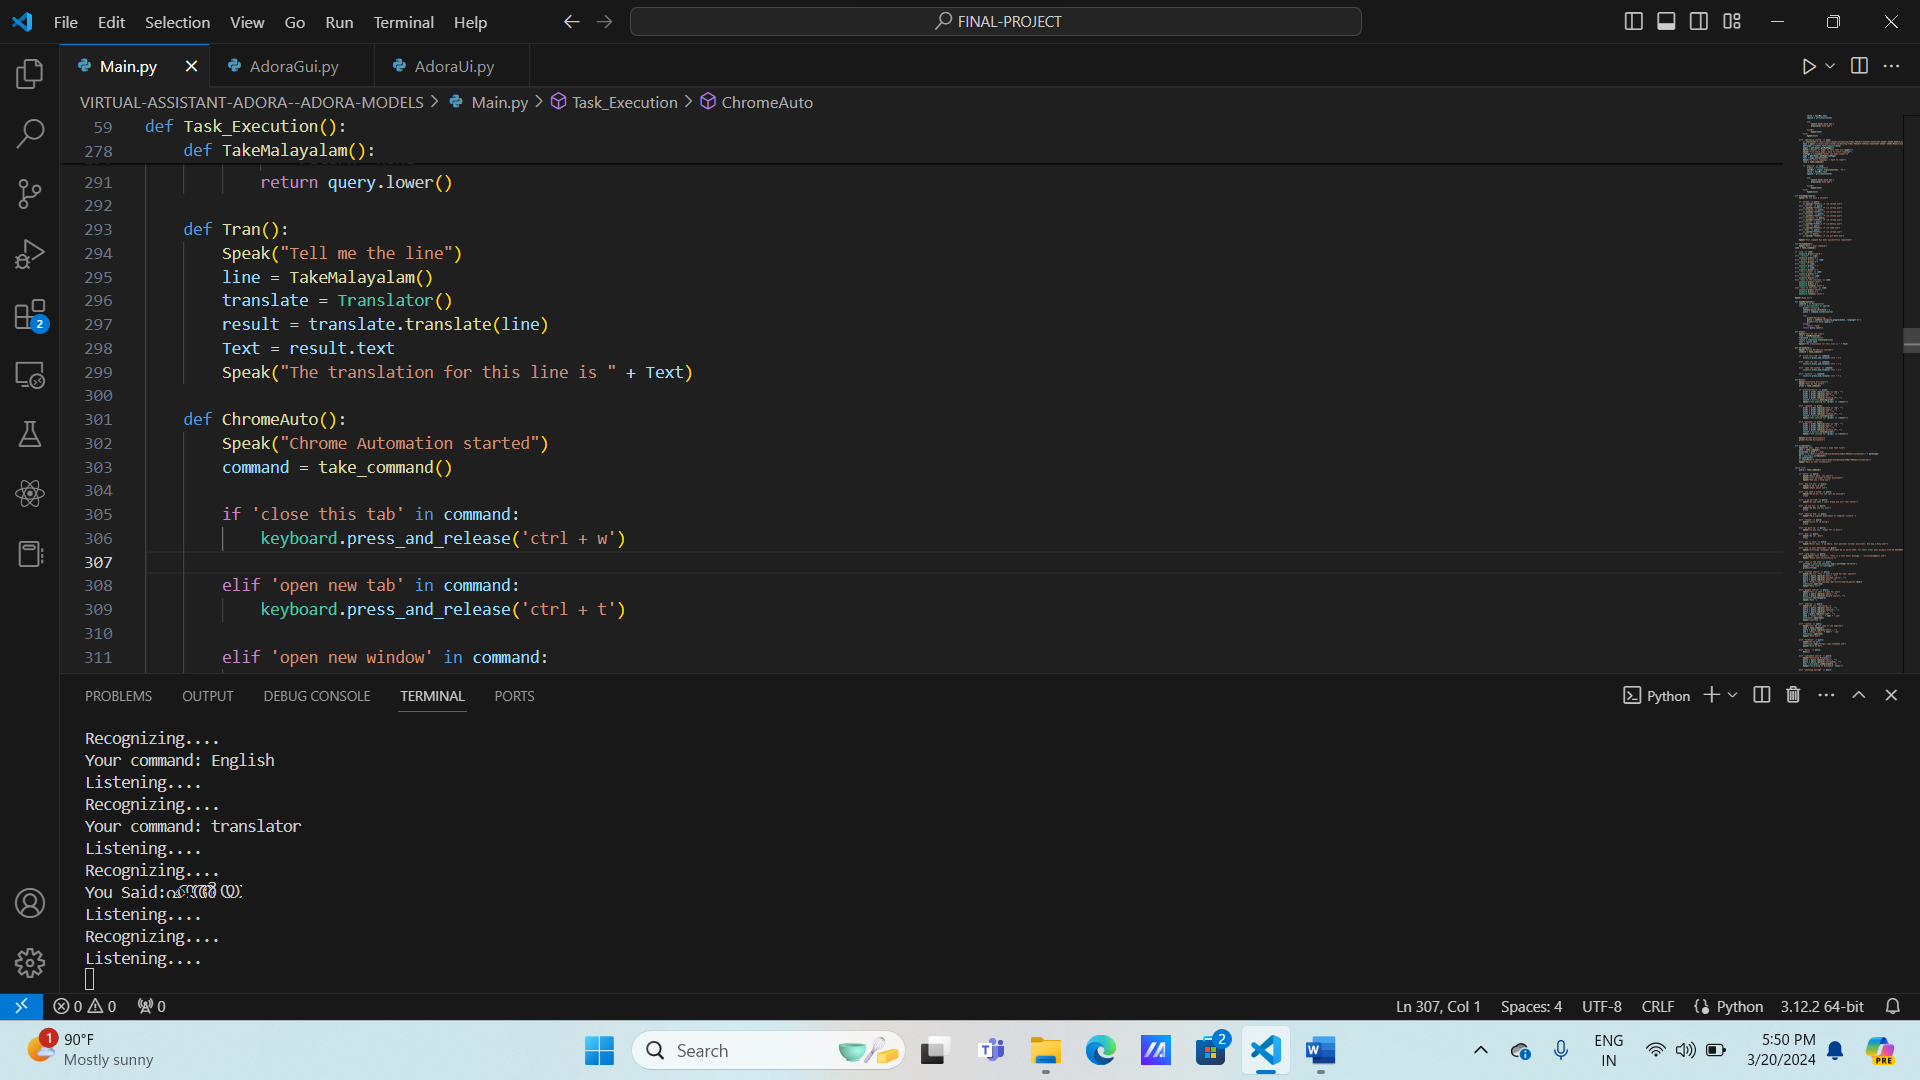 File Edit Selection View Go Run Terminal Help
FINAL-PROJECT
Main.py
AdoraGui.py
AdoraUi.py
VIRTUAL-ASSISTANT-ADORA--ADORA-MODELS > Main.py > Task_Execution > ChromeAuto
59 def Task_Execution():
278 def TakeMalayalam():
291 return query.lower()
292
293 def Tran():
294 Speak("Tell me the line")
295 line = TakeMalayalam()
296 translate = Translator()
297 result = translate.translate(line)
298 Text = result.text
299 Speak("The translation for this line is " + Text)
300
301 def ChromeAuto():
302 Speak("Chrome Automation started")
303 command = take_command()
304
305 if 'close this tab' in command:
306 keyboard.press_and_release('ctrl + w')
307
308 elif 'open new tab' in command:
309 keyboard.press_and_release('ctrl + t')
310
311 elif 'open new window' in command:
2
PROBLEMS OUTPUT DEBUG CONSOLE TERMINAL PORTS
Python
Recognizing....
Your command: English
Listening....
Recognizing....
Your command: translator
Listening....
Recognizing....
You Said:
Listening....
Recognizing....
Listening....
0 0 0
Ln 307, Col 1 Spaces: 4 UTF-8 CRLF Python 3.12.2 64-bit
1
90°F
Mostly sunny
Search
2
ENG
IN
5:50 PM
3/20/2024
PRE